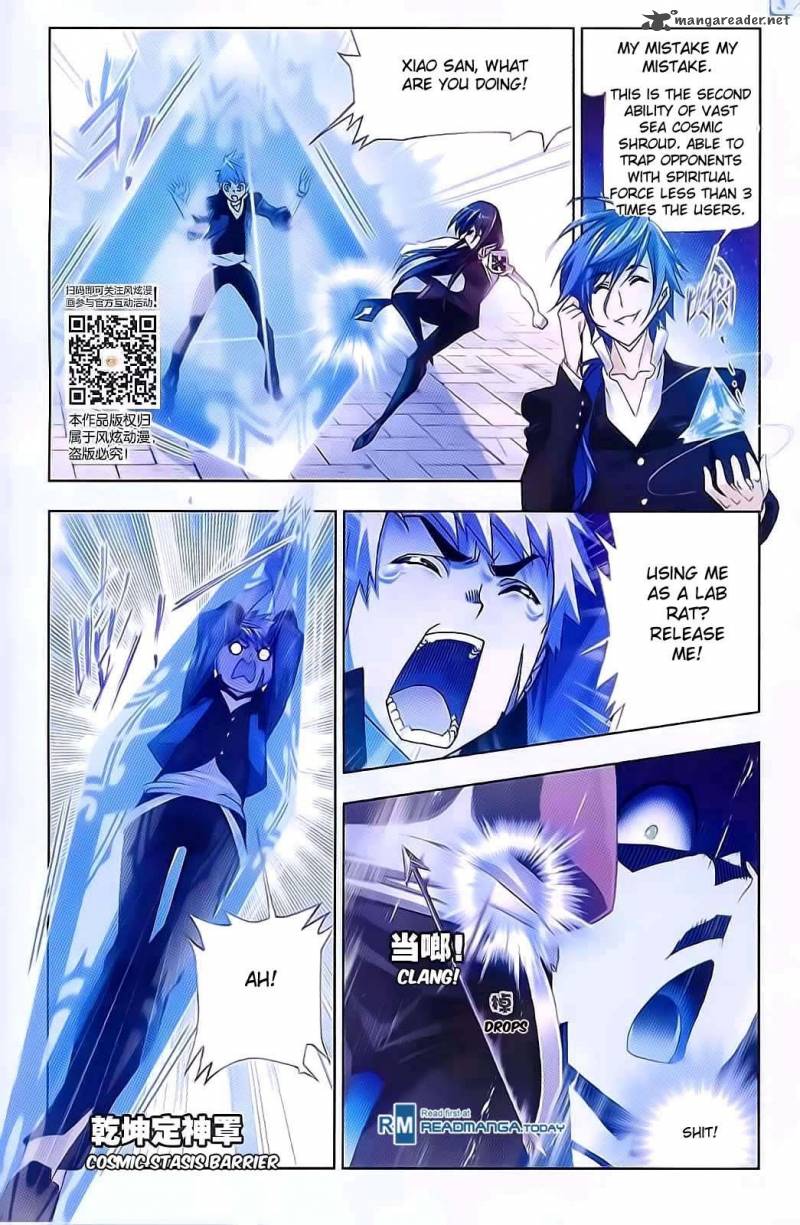 mangareader.net
XIAO SAN, WHAT
ARE YOU DOING!
MY MISTAKE MY
MISTAKE.
THIS IS THE SECOND
ABILITY OF VAST
SEA COSMIC
SHROUD. ABLE TO
TRAP OPPONENTS
WITH SPIRITUAL
FORCE LESS THAN 3
TIMES THE USERS.
扫码即可关注风炫漫
画参与官方互动活动!
本作品版权归
属于风炫动漫,
盗版必究!
USING ME
AS A LAB
RAT?
RELEASE
ME!
AH!
乾坤定神罩
COSMIC STASIS BARRIER
当啷!
CLANG!
掉
DROPS
SHIT!
RM
Read first at
READMANGA.TODAY